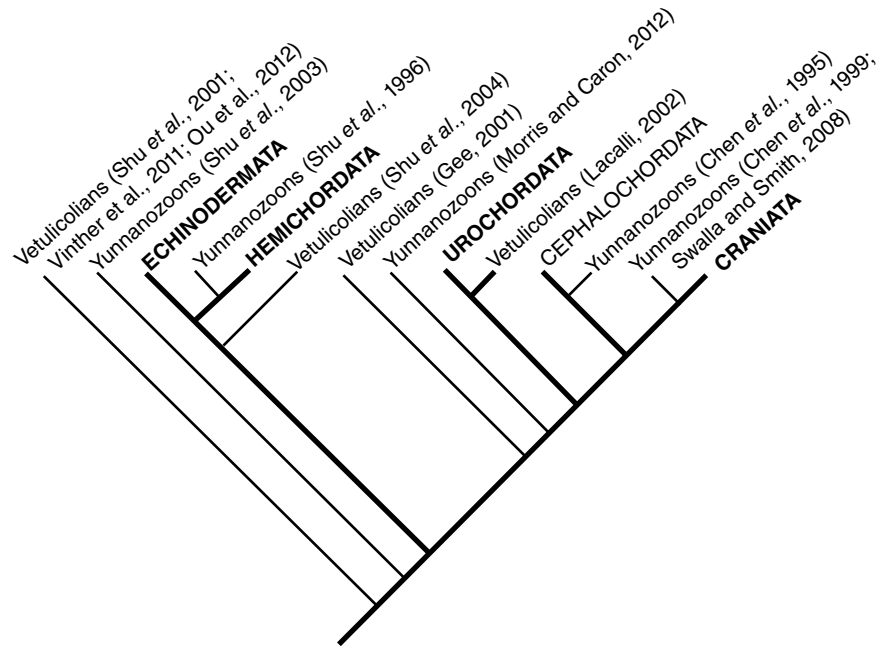 Vetulicolians (Shu et al., 2001;
Vinther et al., 2011; Ou et al., 2012)
Yunnanozoons (Shu et al., 2003)
ECHINODERMATA
Yunnanozoons (Shu et al., 1996)
HEMICHORDATA
Vetulicolians (Shu et al., 2004)
Vetulicolians (Gee, 2001)
Yunnanozoons (Morris and Caron, 2012)
UROCHORDATA
Vetulicolians (Lacalli, 2002)
CEPHALOCHORDATA
Yunnanozoons (Chen et al., 1995)
Yunnanozoons (Chen et al., 1999;
Swalla and Smith, 2008)
CRANIATA